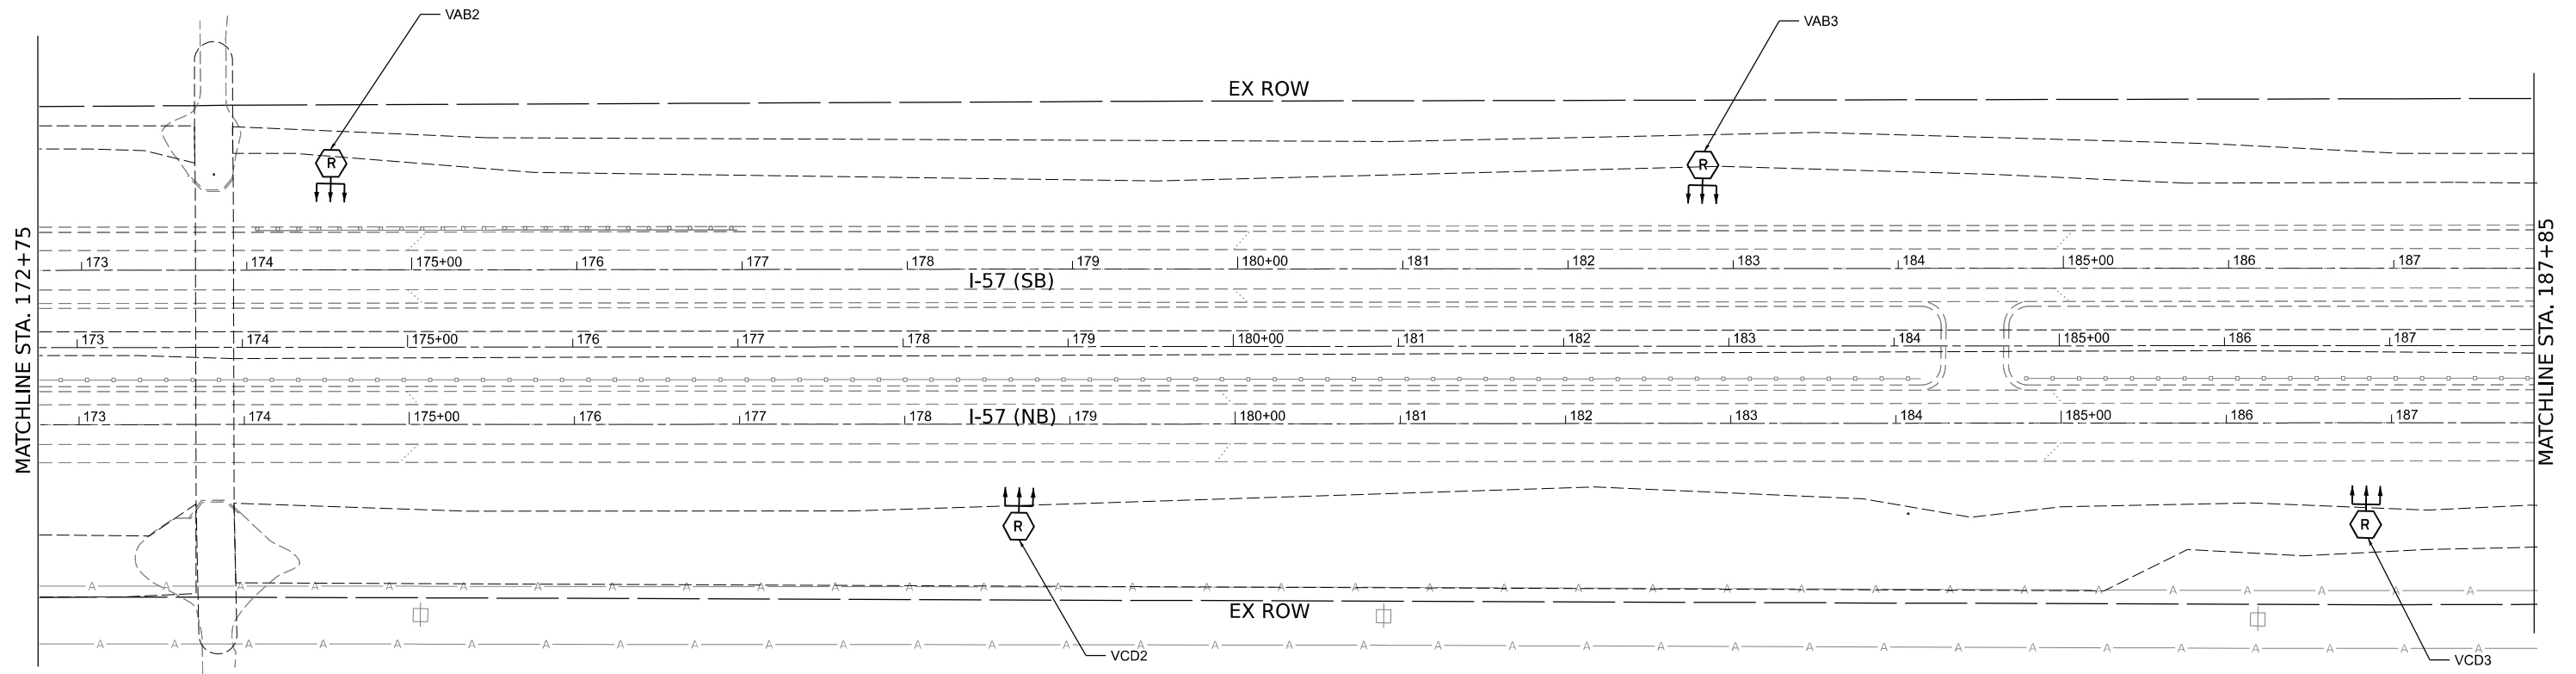 VAB2
VAB3
EX ROW
R
R
173 174 175+00 176 177 178 179 180+00 181 182 183 184 185+00 186 187
I-57 (SB)
MATCHLINE STA. 172+75
MATCHLINE STA. 187+85
173 174 175+00 176 177 178 179 180+00 181 182 183 184 185+00 186 187
173 174 175+00 176 177 178 I-57 (NB) 179 180+00 181 182 183 184 185+00 186 187
R
R
A A A A A A A A A A A A A A A A A A A A A A A A A A A A A A A A A
EX ROW
A A A A A A A A A A A A A A A A A A A A A A A A A A A A A A A A A
VCD2
VCD3